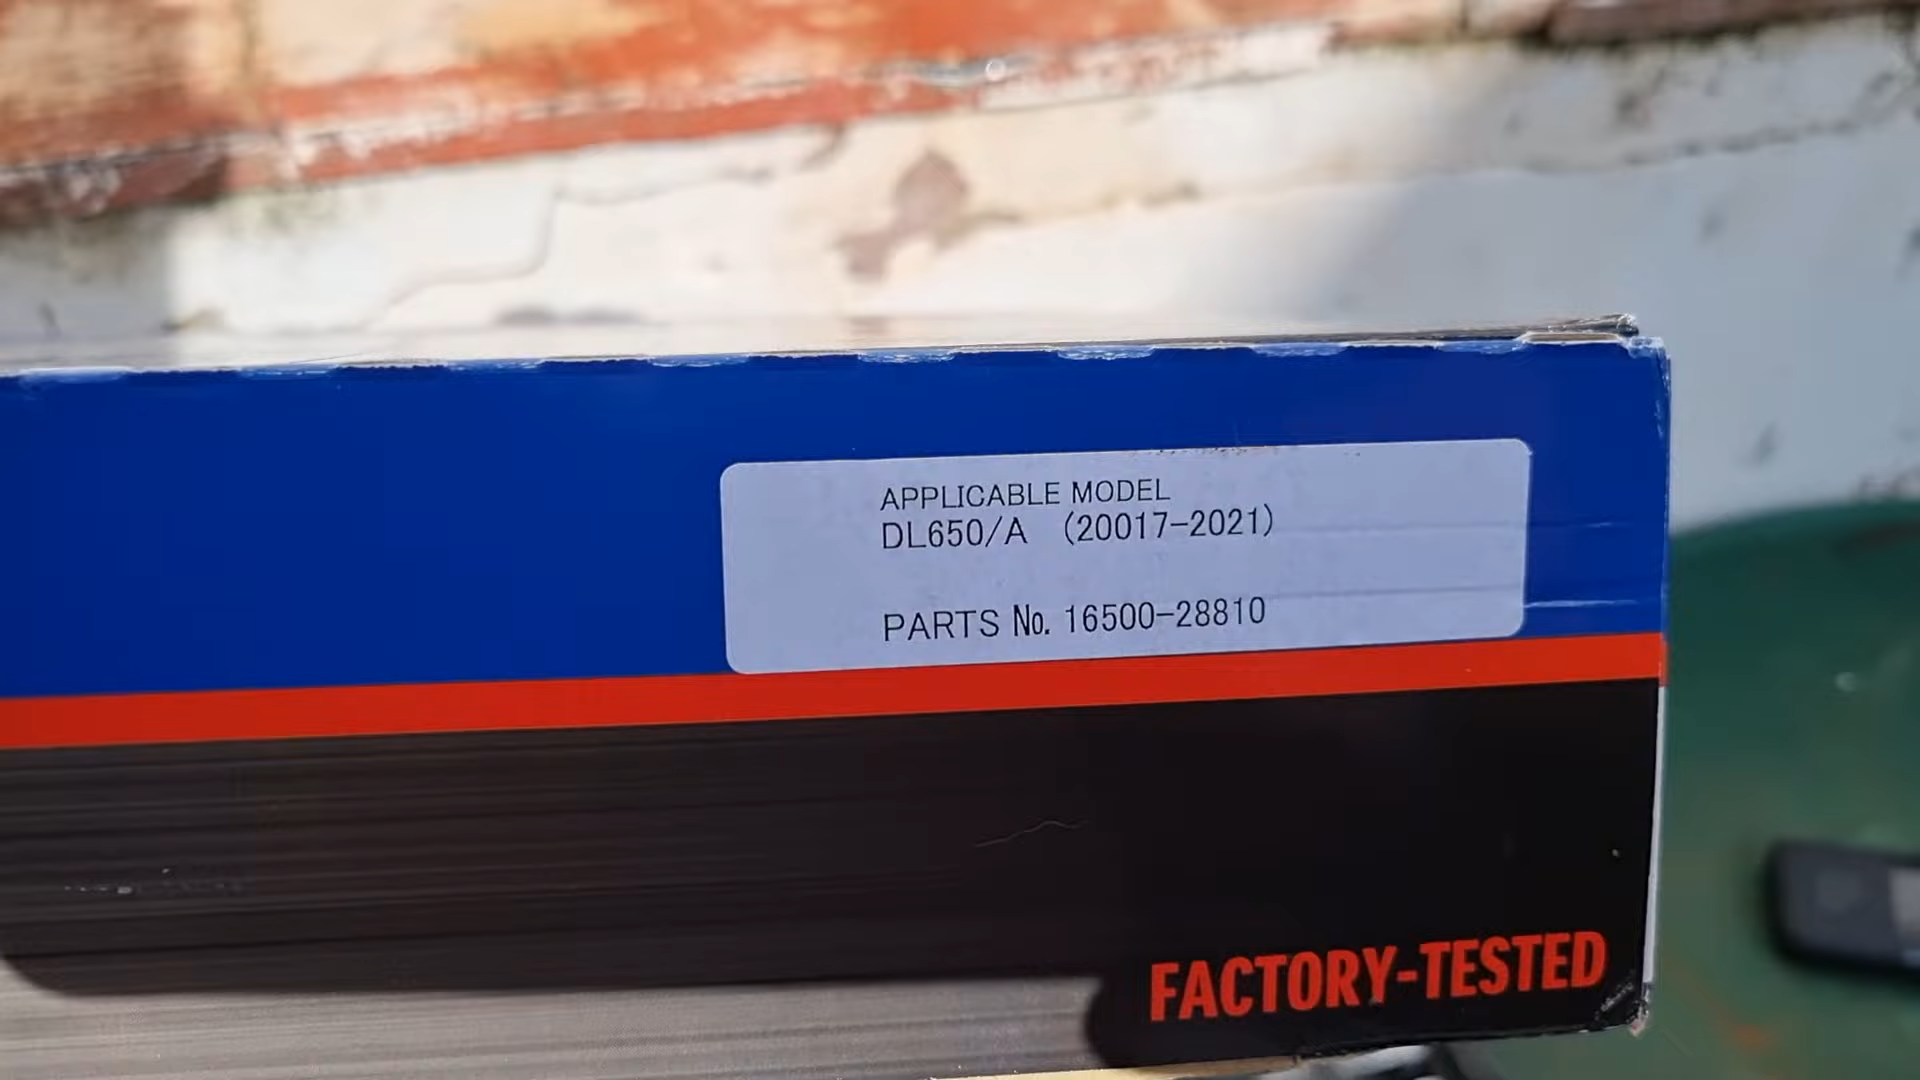 APPLICABLE MODEL
DL650/A (20017-2021)
PARTS №. 16500-28810
FACTORY-TESTED